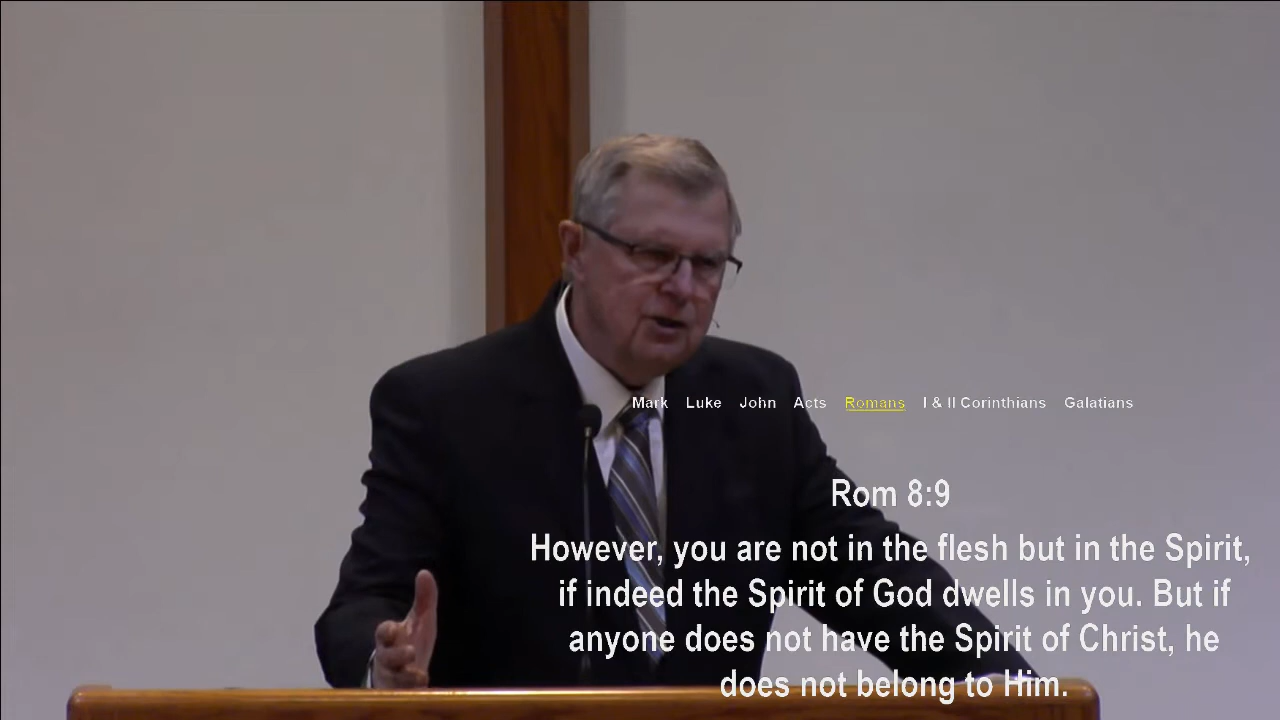 Mark Luke John Acts Romans I & II Corinthians Galatians
Rom 8:9
However, you are not in the flesh but in the Spirit,
if indeed the Spirit of God dwells in you. But if
anyone does not have the Spirit of Christ, he
does not belong to Him.